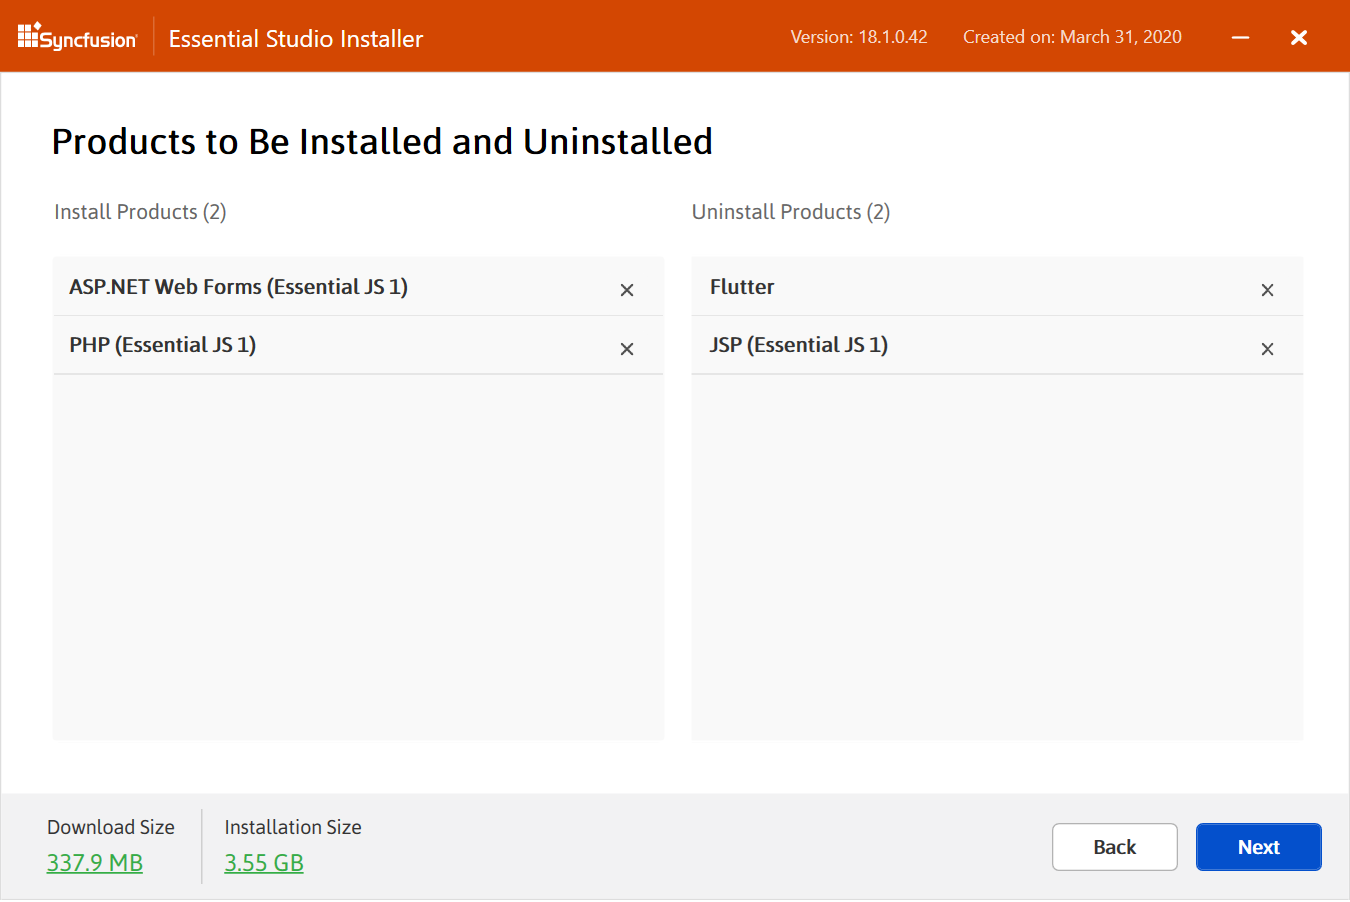 Syncfusion
Essential Studio Installer
Version: 18.1.0.42
Created on: March 31, 2020
Products to Be Installed and Uninstalled
Install Products (2)
Uninstall Products (2)
ASP.NET Web Forms (Essential JS 1)
PHP (Essential JS 1)
Flutter
JSP (Essential JS 1)
Download Size
337.9 MB
Installation Size
3.55 GB
Back
Next